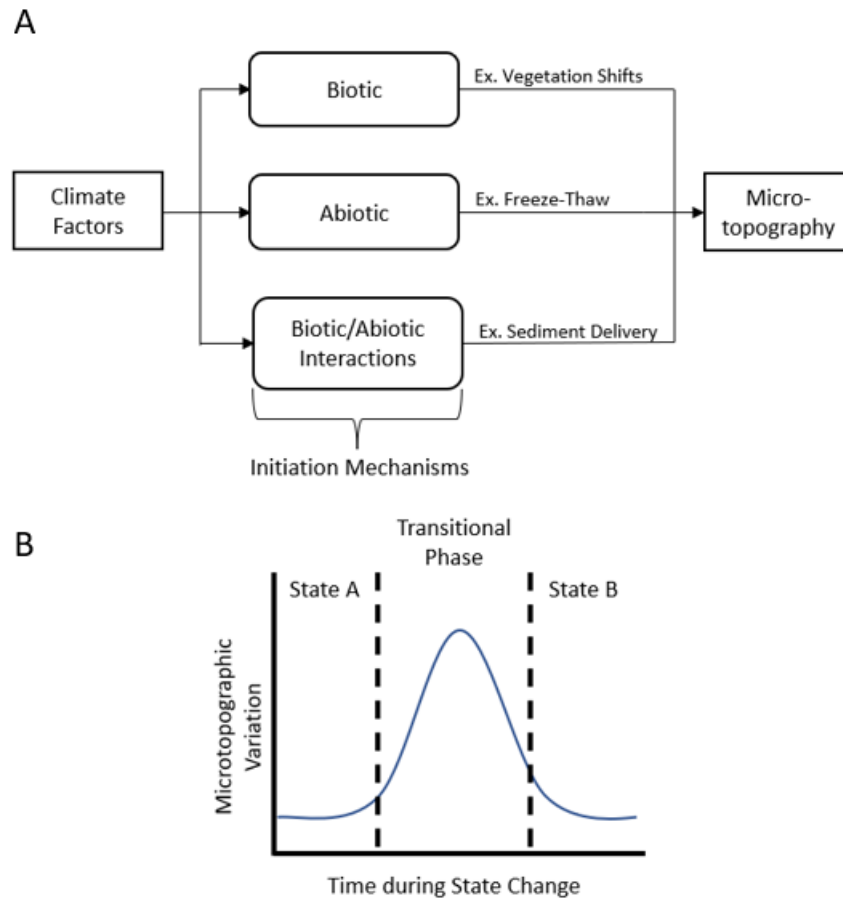 A
Biotic
Ex. Vegetation Shifts
Climate
Factors
Abiotic
Ex. Freeze-Thaw
Micro-
topography
Biotic/Abiotic
Interactions
Ex. Sediment Delivery
Initiation Mechanisms
B
Transitional
Phase
State A
State B
Microtopographic
Variation
Time during State Change